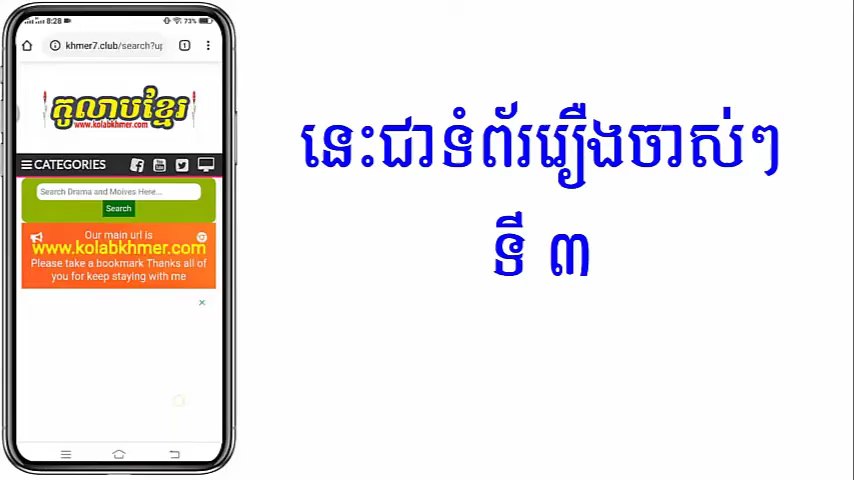 8:28
73%
khmer7.club/search?up
1
កូលាបខ្មែរ
www.kolabkhmer.com
CATEGORIES
Search Drama and Moives Here...
Search
Our main url is
www.kolabkhmer.com
Please take a bookmark Thanks all of
you for keep staying with me
នេះជាទំព័ររឿងចាស់ៗ
ទី ៣